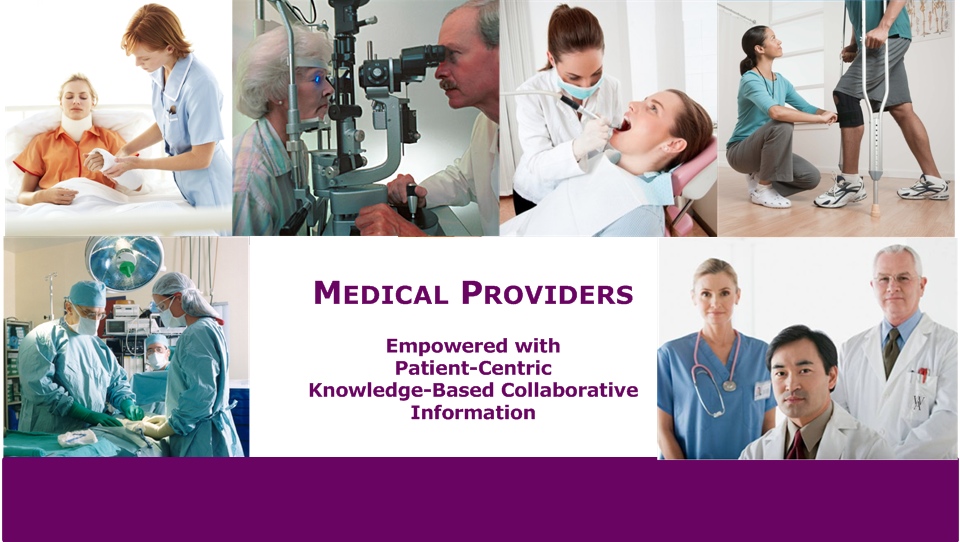 MEDICAL PROVIDERS
Empowered with
Patient-Centric
Knowledge-Based Collaborative
Information